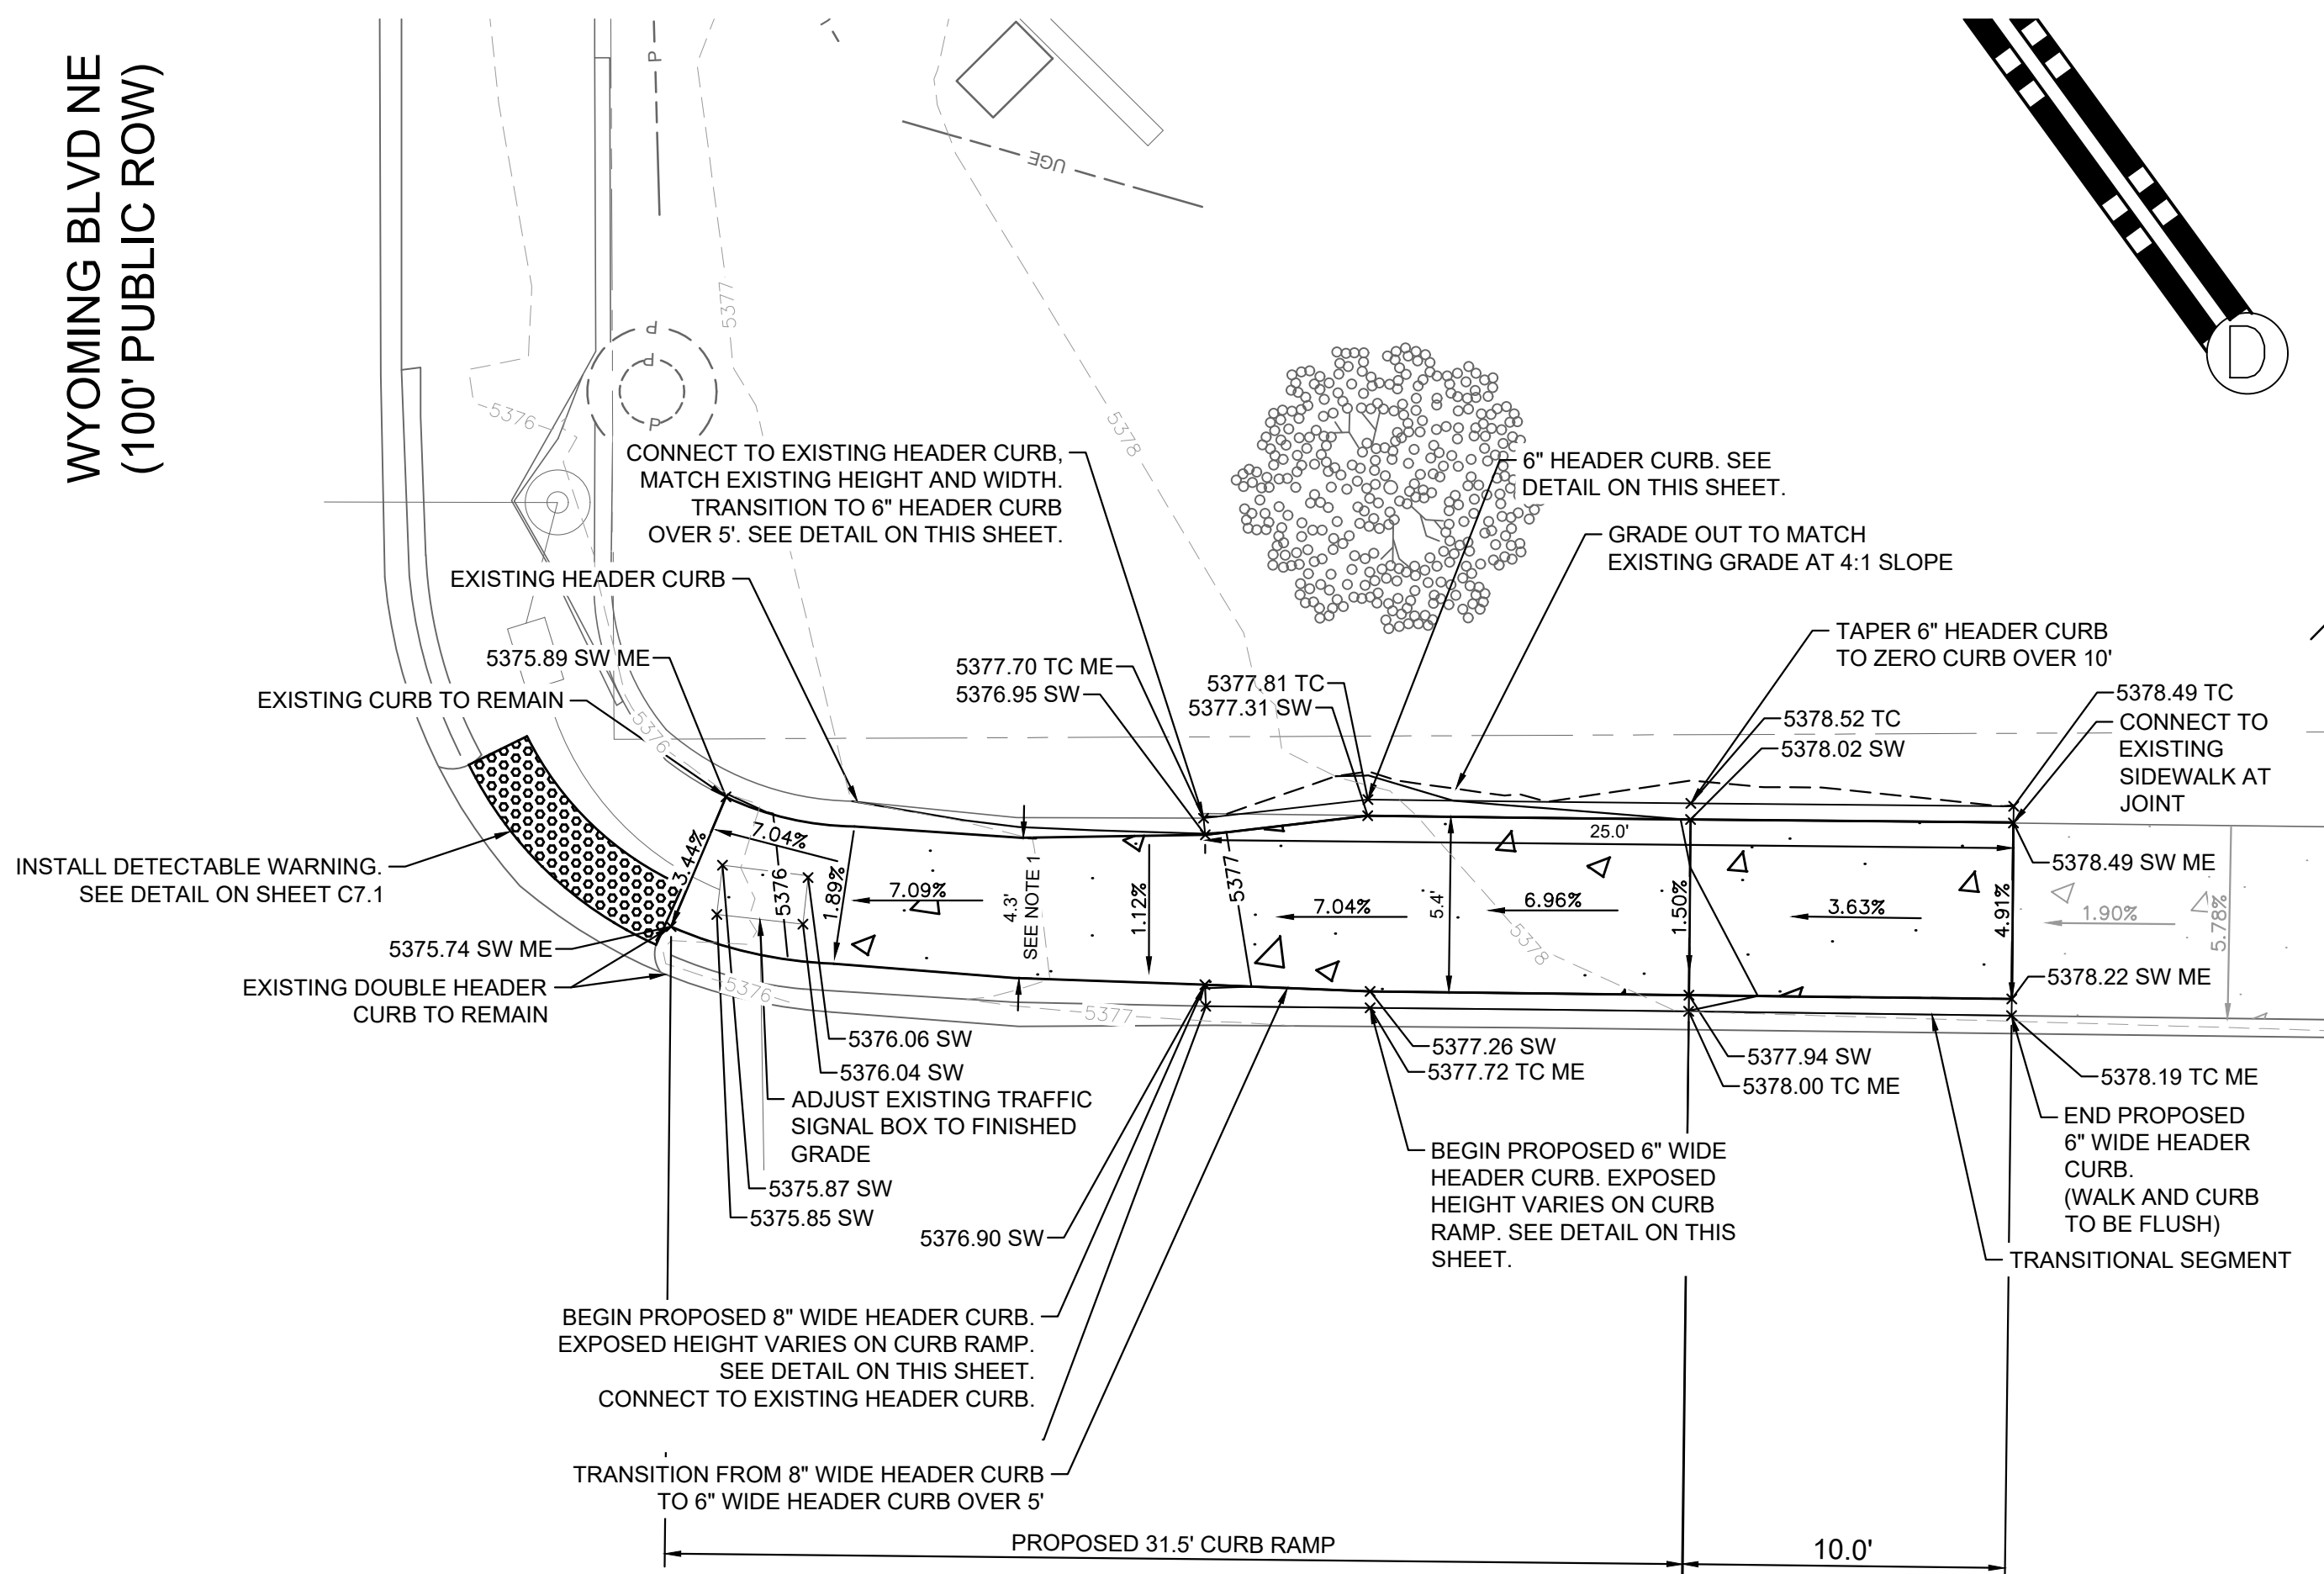 WYOMING BLVD NE
(100' PUBLIC ROW)
P
UGE
D
5377
P
P
P
5376
5378
CONNECT TO EXISTING HEADER CURB,
MATCH EXISTING HEIGHT AND WIDTH.
TRANSITION TO 6" HEADER CURB
OVER 5'. SEE DETAIL ON THIS SHEET.
6" HEADER CURB. SEE
DETAIL ON THIS SHEET.
GRADE OUT TO MATCH
EXISTING GRADE AT 4:1 SLOPE
EXISTING HEADER CURB
TAPER 6" HEADER CURB
TO ZERO CURB OVER 10'
5375.89 SW ME
5377.70 TC ME
5376.95 SW
5377.81 TC
5377.31 SW
EXISTING CURB TO REMAIN
5378.49 TC
5378.52 TC
5378.02 SW
CONNECT TO
EXISTING
SIDEWALK AT
JOINT
5376
INSTALL DETECTABLE WARNING.
SEE DETAIL ON SHEET C7.1
3.44%
7.04%
5376
1.89%
7.09%
4.3'
SEE NOTE 1
1.12%
5377
25.0'
7.04%
5.4'
6.96%
5378
1.50%
3.63%
4.91%
5378.49 SW ME
1.90%
5.78%
5375.74 SW ME
EXISTING DOUBLE HEADER
CURB TO REMAIN
5376
5377
5378.22 SW ME
5376.06 SW
5376.04 SW
ADJUST EXISTING TRAFFIC
SIGNAL BOX TO FINISHED
GRADE
5375.87 SW
5375.85 SW
5376.90 SW
5377.26 SW
5377.72 TC ME
5377.94 SW
5378.00 TC ME
5378.19 TC ME
END PROPOSED
6" WIDE HEADER
CURB.
(WALK AND CURB
TO BE FLUSH)
BEGIN PROPOSED 6" WIDE
HEADER CURB. EXPOSED
HEIGHT VARIES ON CURB
RAMP. SEE DETAIL ON THIS
SHEET.
TRANSITIONAL SEGMENT
BEGIN PROPOSED 8" WIDE HEADER CURB.
EXPOSED HEIGHT VARIES ON CURB RAMP.
SEE DETAIL ON THIS SHEET.
CONNECT TO EXISTING HEADER CURB.
TRANSITION FROM 8" WIDE HEADER CURB
TO 6" WIDE HEADER CURB OVER 5'
PROPOSED 31.5' CURB RAMP
10.0'